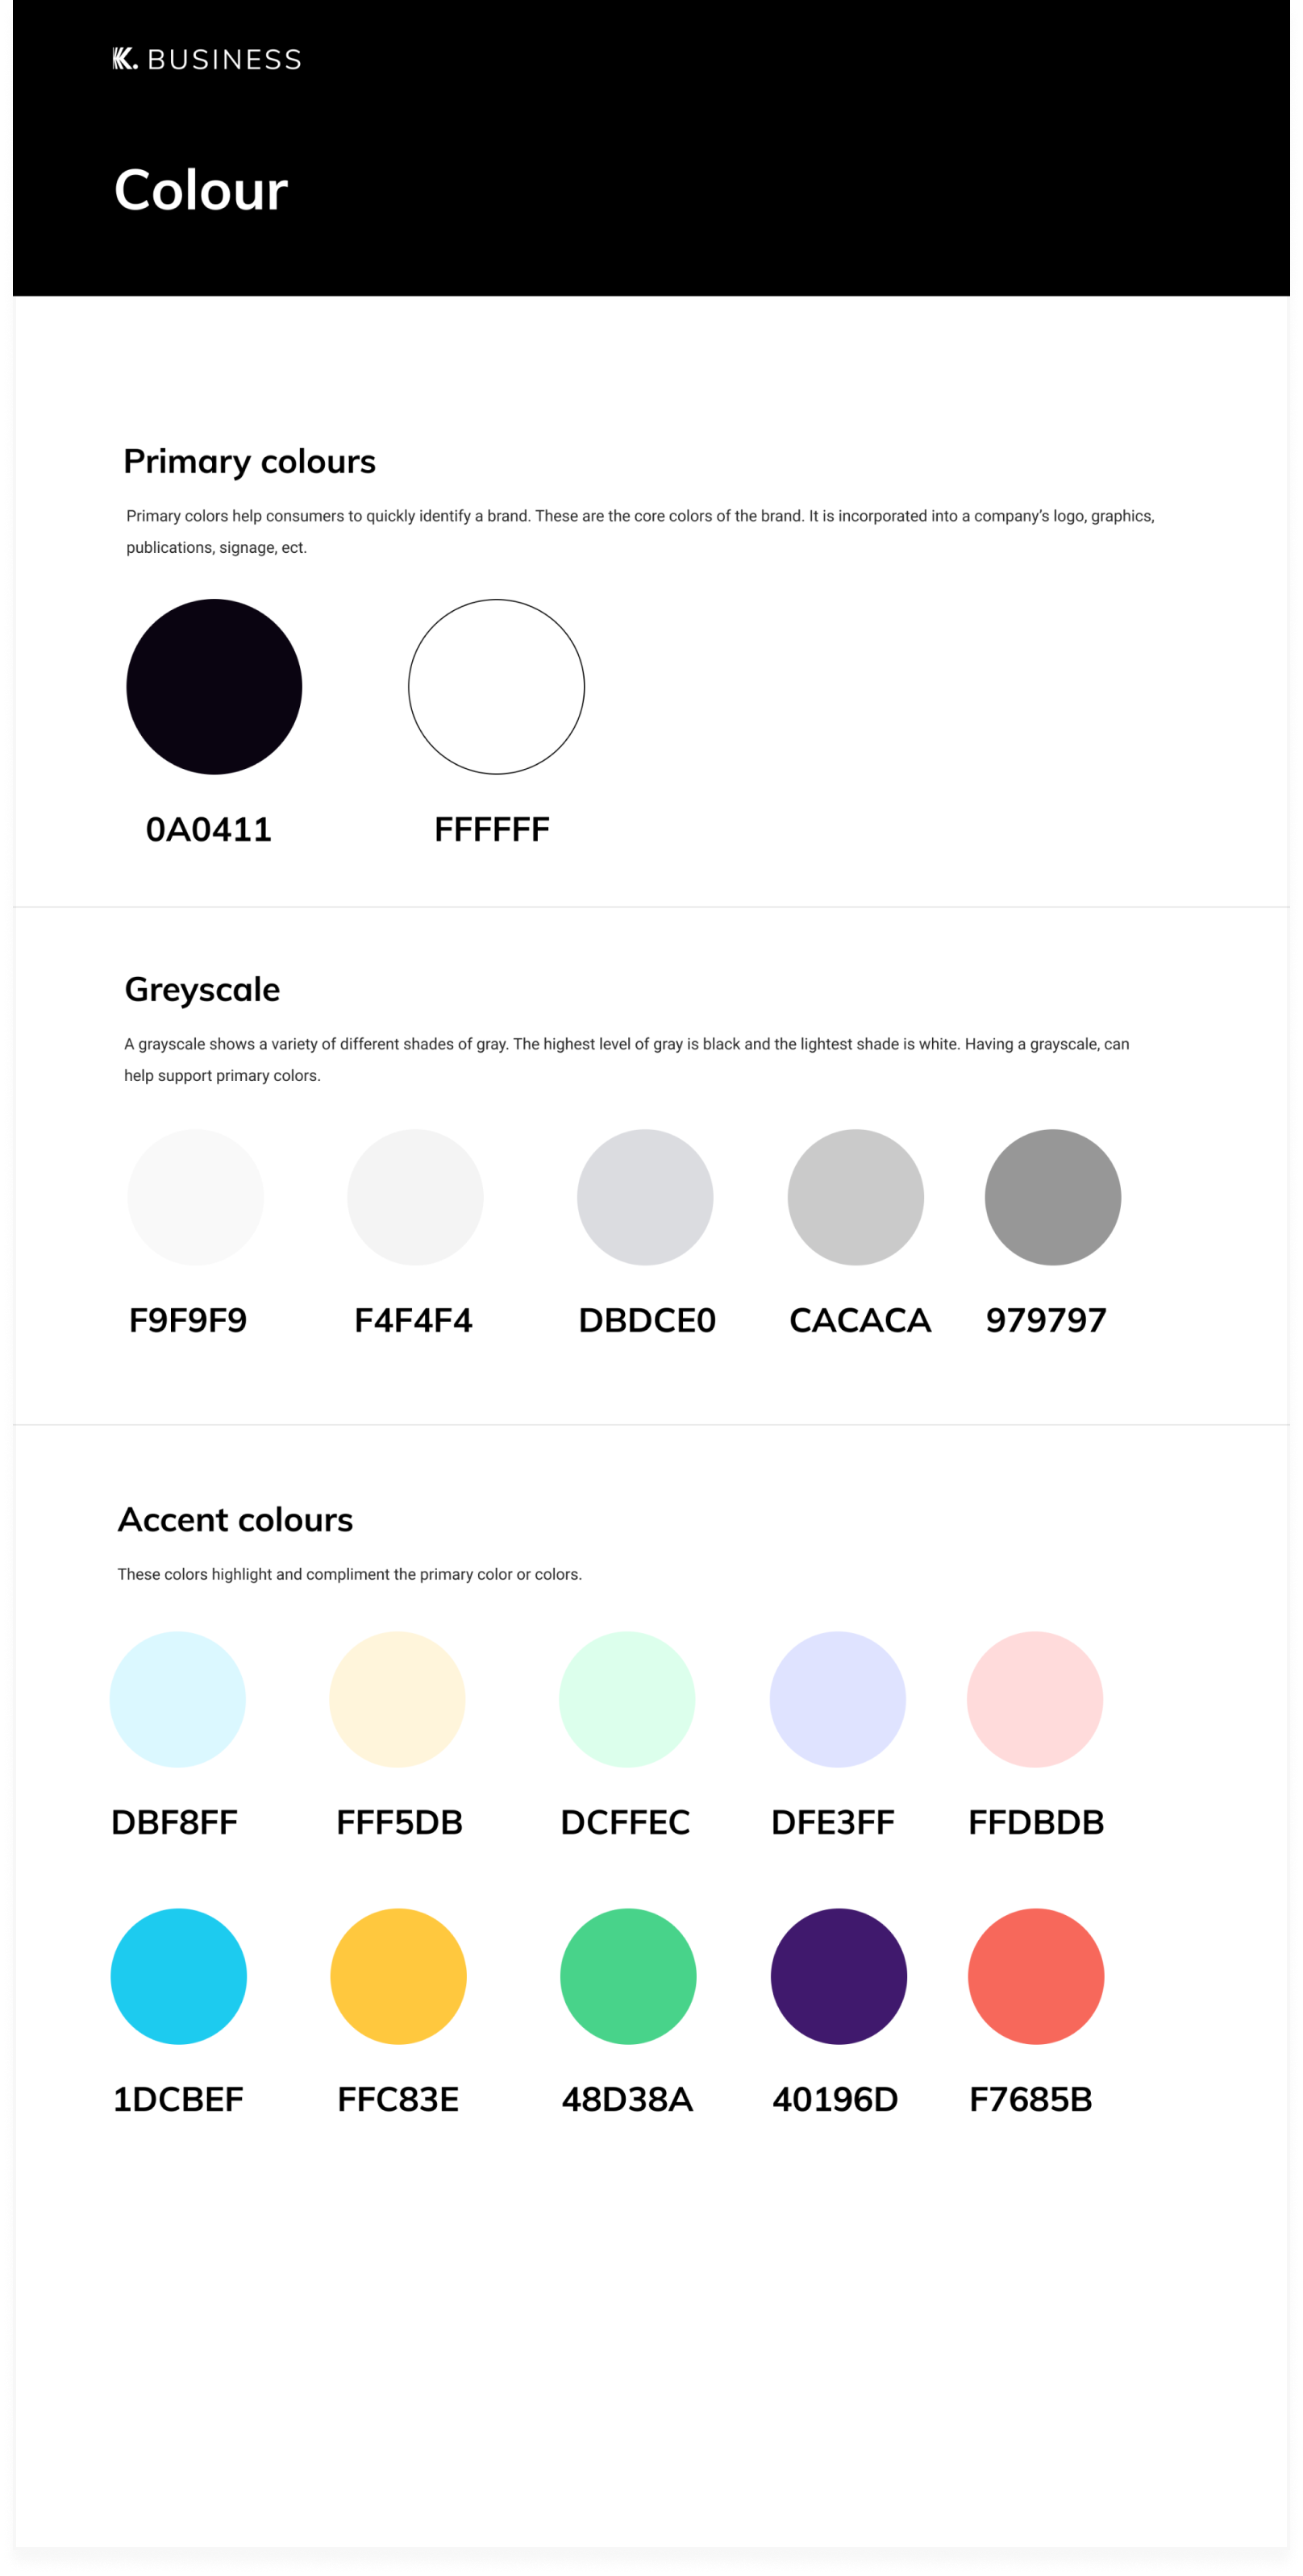 K. BUSINESS
Colour
Primary colours
Primary colors help consumers to quickly identify a brand. These are the core colors of the brand. It is incorporated into a company’s logo, graphics,
publications, signage, ect.
0A0411 FFFFFF
Greyscale
A grayscale shows a variety of different shades of gray. The highest level of gray is black and the lightest shade is white. Having a grayscale, can
help support primary colors.
F9F9F9 F4F4F4 DBDCE0 CACACA 979797
Accent colours
These colors highlight and compliment the primary color or colors.
DBF8FF FFF5DB DCFFEC DFE3FF FFDBDB
1DCBEF FFC83E 48D38A 40196D F7685B